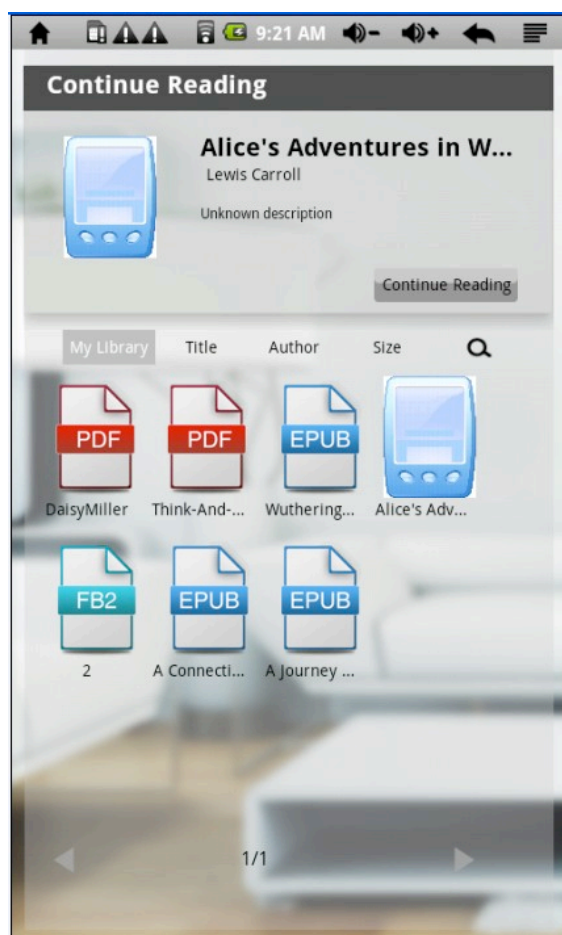 9:21 AM
Continue Reading
Alice's Adventures in W...
Lewis Carroll
Unknown description
Continue Reading
My Library Title Author Size
PDF PDF EPUB
DaisyMiller Think-And-... Wuthering... Alice's Adv...
FB2 EPUB EPUB
2 A Connecti... A Journey ...
1/1